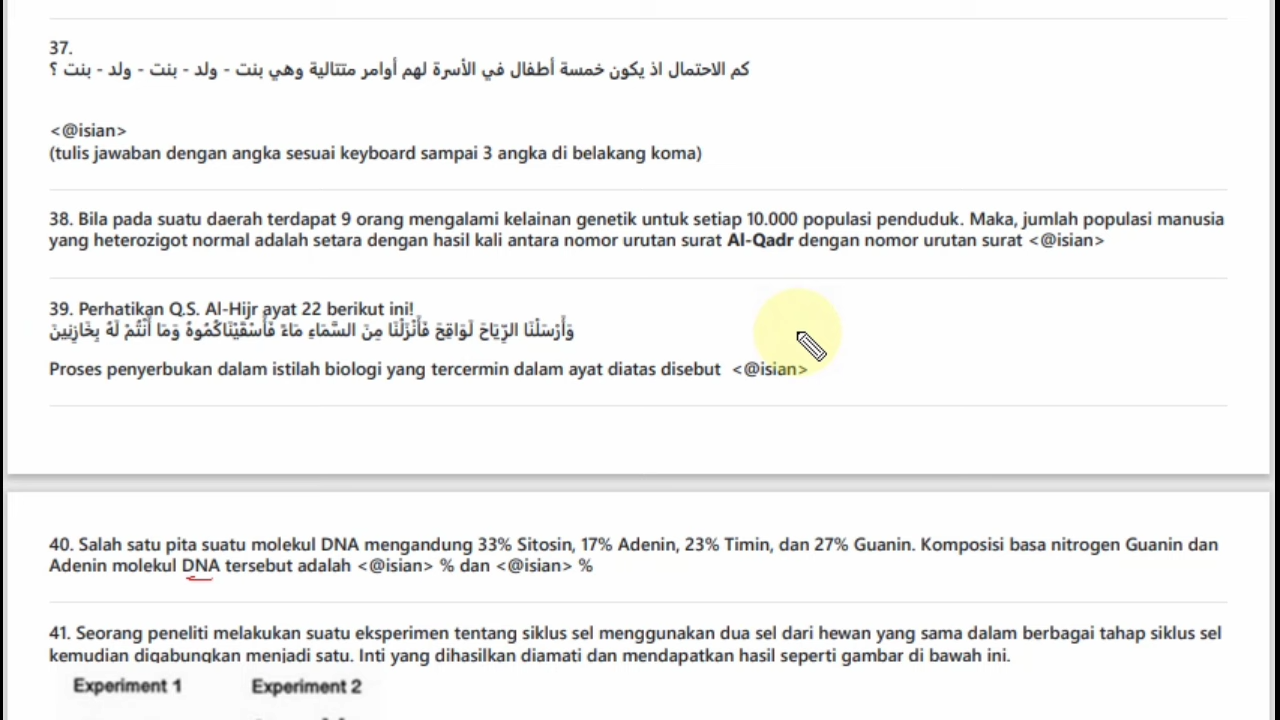 37.
كم الاحتمال اذ يكون خمسة أطفال في الأسرة لهم أوامر متتالية وهي بنت - ولد - بنت - ولد - بنت ؟
<@isian>
(tulis jawaban dengan angka sesuai keyboard sampai 3 angka di belakang koma)
38. Bila pada suatu daerah terdapat 9 orang mengalami kelainan genetik untuk setiap 10.000 populasi penduduk. Maka, jumlah populasi manusia
yang heterozigot normal adalah setara dengan hasil kali antara nomor urutan surat Al-Qadr dengan nomor urutan surat <@isian>
39. Perhatikan Q.S. Al-Hijr ayat 22 berikut ini!
وَأَرْسَلْنَا الرِّيَاحَ لَوَاقِحَ فَأَنْزَلْنَا مِنَ السَّمَاءِ مَاءً فَأَسْقَيْنَاكُمُوهُ وَمَا أَنْتُمْ لَهُ بِخَازِنِينَ
Proses penyerbukan dalam istilah biologi yang tercermin dalam ayat diatas disebut <@isian>
40. Salah satu pita suatu molekul DNA mengandung 33% Sitosin, 17% Adenin, 23% Timin, dan 27% Guanin. Komposisi basa nitrogen Guanin dan
Adenin molekul DNA tersebut adalah <@isian> % dan <@isian> %
41. Seorang peneliti melakukan suatu eksperimen tentang siklus sel menggunakan dua sel dari hewan yang sama dalam berbagai tahap siklus sel
kemudian digabungkan menjadi satu. Inti yang dihasilkan diamati dan mendapatkan hasil seperti gambar di bawah ini.
Experiment 1 Experiment 2